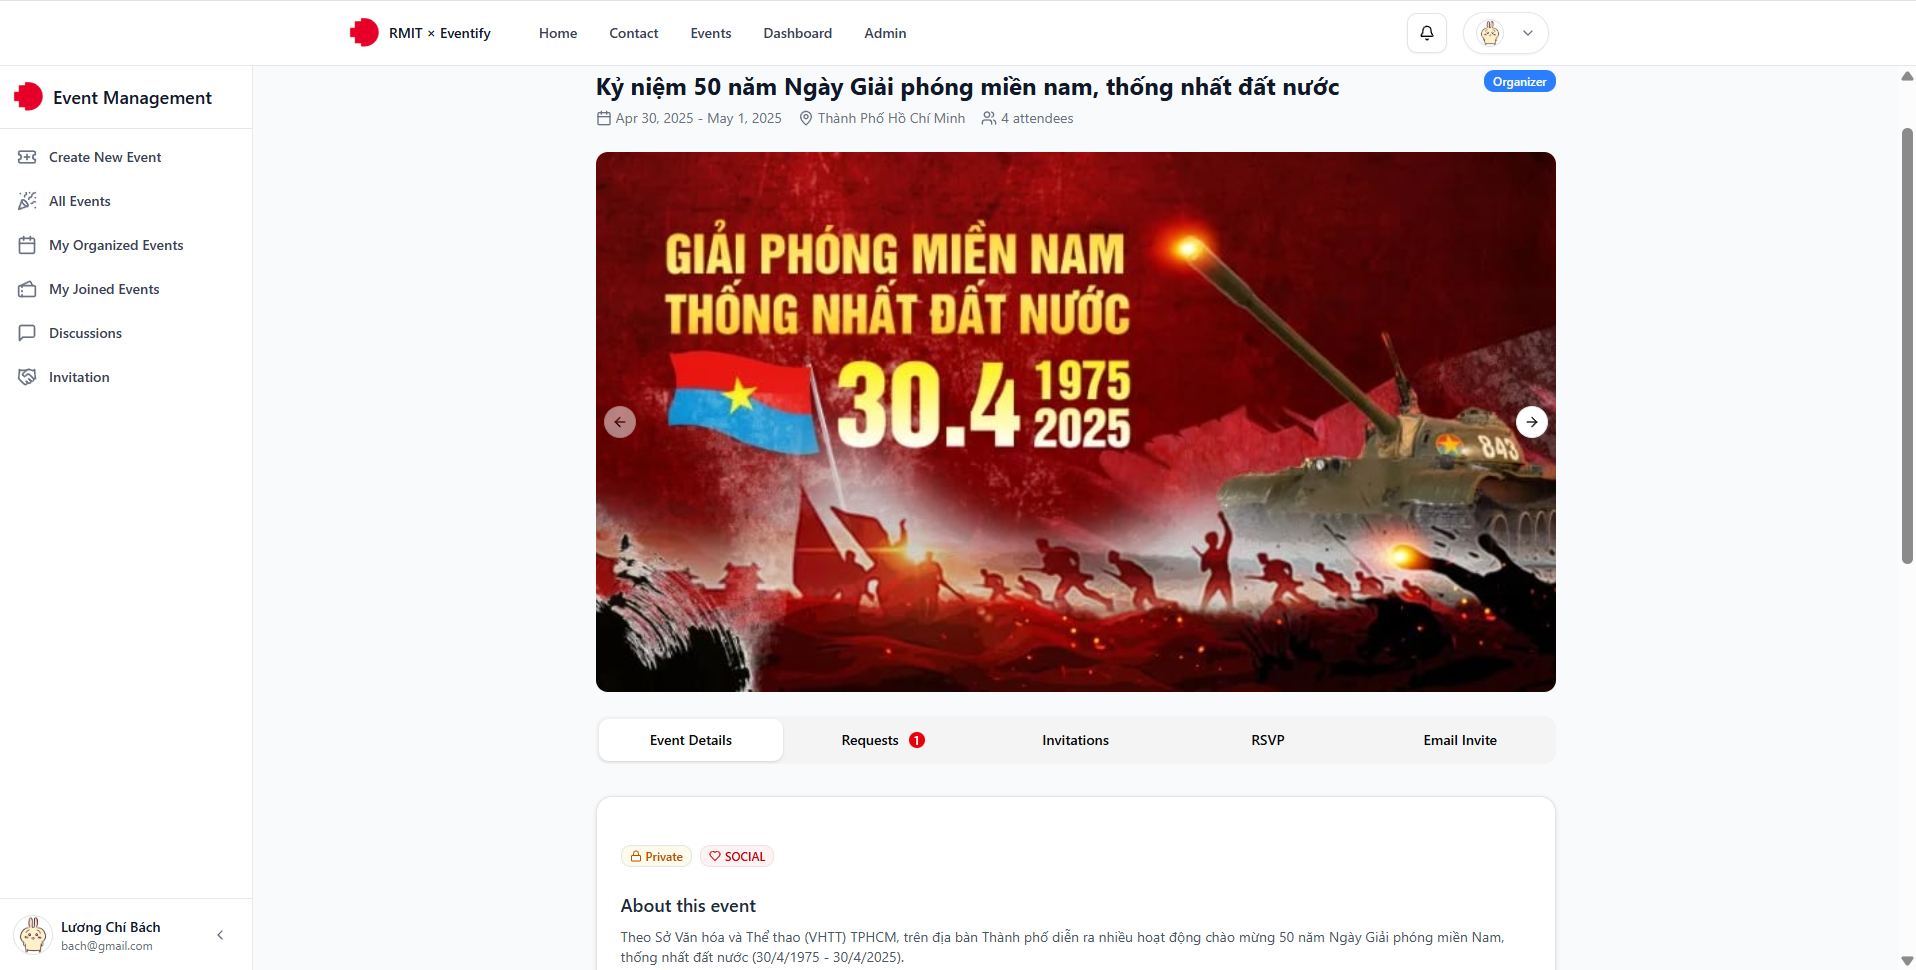 RMIT × Eventify
Home
Contact
Events
Dashboard
Admin
Event Management
Create New Event
All Events
My Organized Events
My Joined Events
Discussions
Invitation
Lương Chí Bách
bach@gmail.com
Kỷ niệm 50 năm Ngày Giải phóng miền nam, thống nhất đất nước
Organizer
Apr 30, 2025 - May 1, 2025
Thành Phố Hồ Chí Minh
4 attendees
GIẢI PHÓNG MIỀN NAM
THỐNG NHẤT ĐẤT NƯỚC
30.4
1975
2025
843
Event Details
Requests 1
Invitations
RSVP
Email Invite
Private
SOCIAL
About this event
Theo Sở Văn hóa và Thể thao (VHTT) TPHCM, trên địa bàn Thành phố diễn ra nhiều hoạt động chào mừng 50 năm Ngày Giải phóng miền Nam,
thống nhất đất nước (30/4/1975 - 30/4/2025).